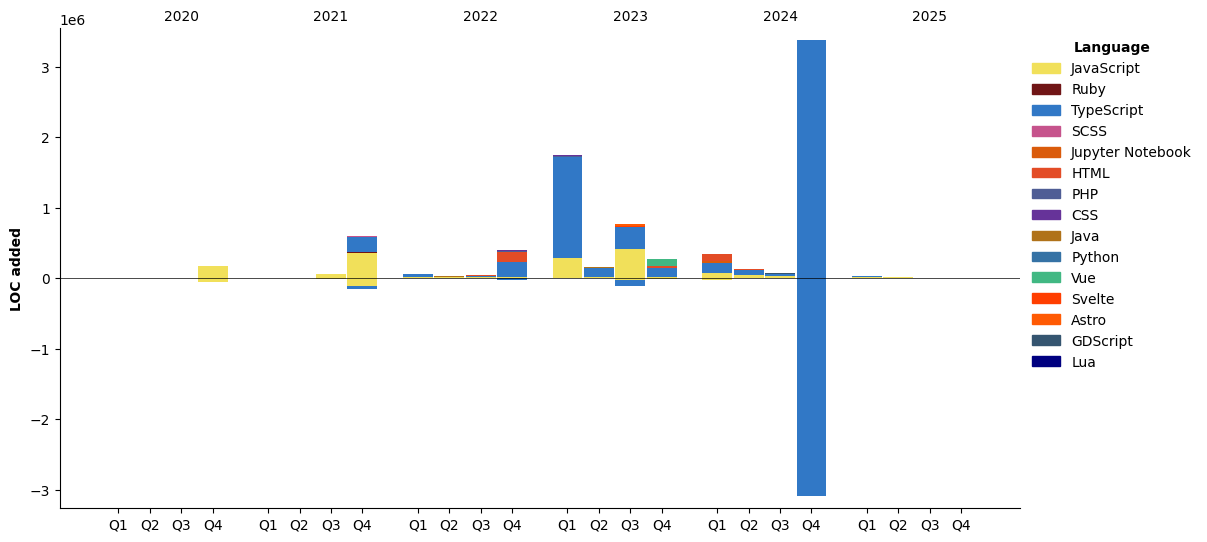 2020 2021 2022 2023 2024 2025
1e6
3
2
1
0
−1
−2
−3
LOC added
Q1 Q2 Q3 Q4 Q1 Q2 Q3 Q4 Q1 Q2 Q3 Q4 Q1 Q2 Q3 Q4 Q1 Q2 Q3 Q4 Q1 Q2 Q3 Q4
Language
JavaScript
Ruby
TypeScript
SCSS
Jupyter Notebook
HTML
PHP
CSS
Java
Python
Vue
Svelte
Astro
GDScript
Lua